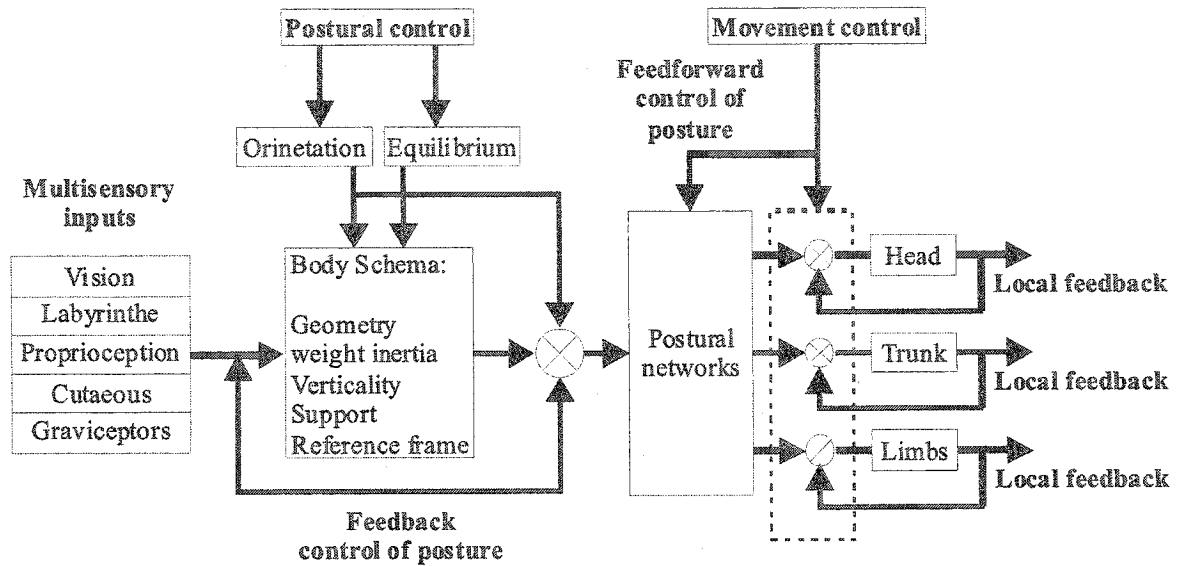 Postural control
Movement control
Feedforward
control of
posture
Orinetation
Equilibrium
Multisensory
inputs
Vision
Labyrinthe
Proprioception
Cutaeous
Graviceptors
Body Schema:
Geometry
weight inertia
Verticality
Support
Reference frame
Feedback
control of posture
Postural
networks
Head
Local feedback
Trunk
Local feedback
Limbs
Local feedback